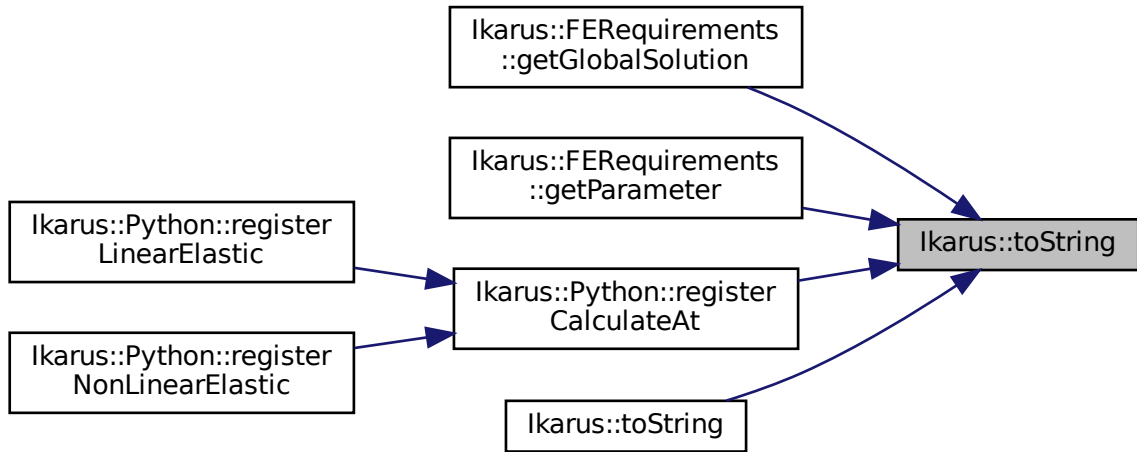 Ikarus::FERequirements
::getGlobalSolution
Ikarus::FERequirements
::getParameter
Ikarus::Python::register
LinearElastic
Ikarus::toString
Ikarus::Python::register
CalculateAt
Ikarus::Python::register
NonLinearElastic
Ikarus::toString